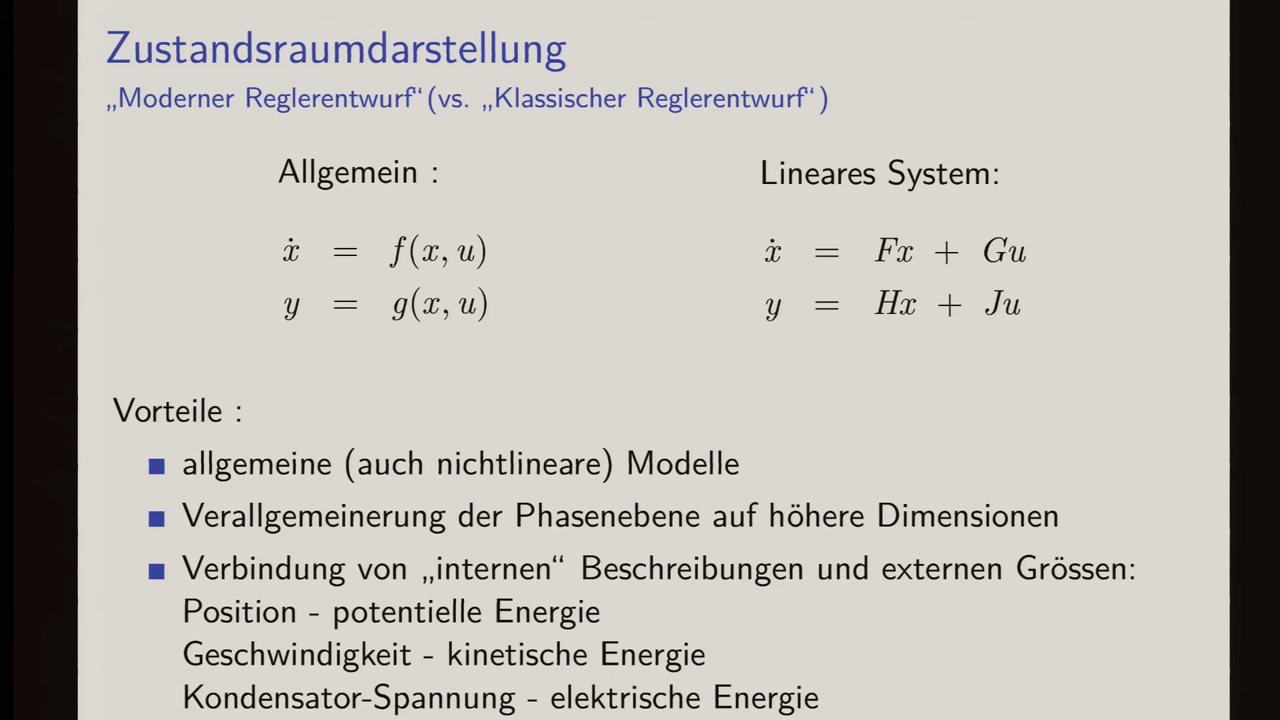 Zustandsraumdarstellung
„Moderner Reglerentwurf“(vs. „Klassischer Reglerentwurf“)
Allgemein : Lineares System:
ẋ = f(x, u) ẋ = Fx + Gu
y = g(x, u) y = Hx + Ju
Vorteile :
■ allgemeine (auch nichtlineare) Modelle
■ Verallgemeinerung der Phasenebene auf höhere Dimensionen
■ Verbindung von „internen“ Beschreibungen und externen Grössen:
Position - potentielle Energie
Geschwindigkeit - kinetische Energie
Kondensator-Spannung - elektrische Energie